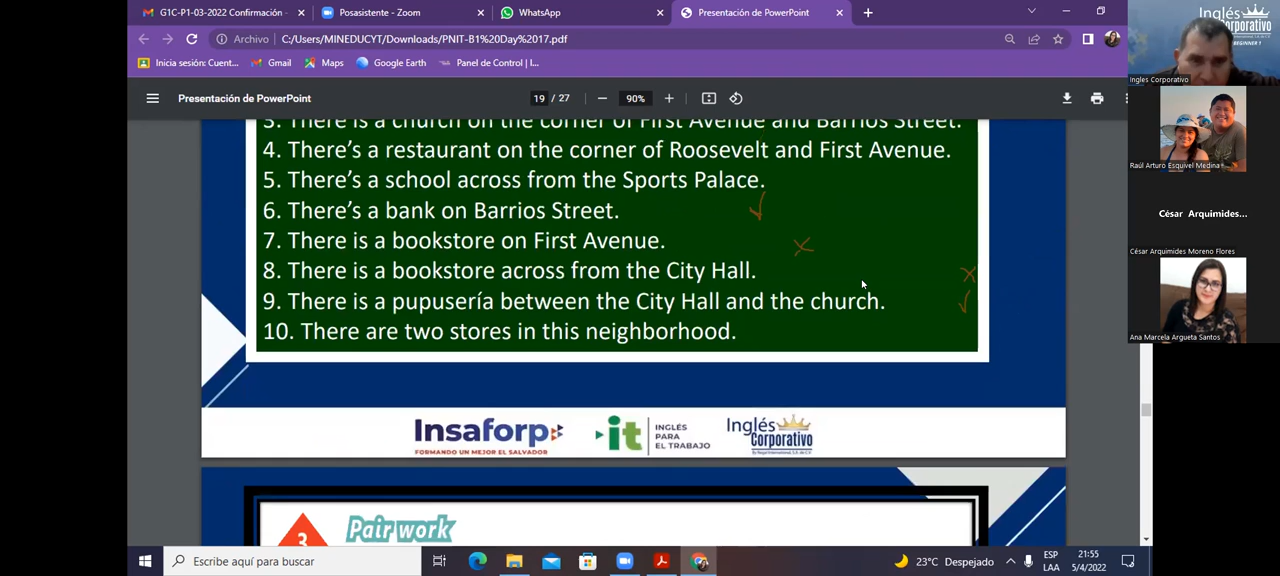 G1C-P1-03-2022 Confirmación -
Posasistente - Zoom
WhatsApp
Presentación de PowerPoint
Archivo
C:/Users/MINEDUCYT/Downloads/PNIT-B1%20Day%2017.pdf
Inicia sesión: Cuent...
Gmail
Maps
Google Earth
Panel de Control | I...
Presentación de PowerPoint
19 / 27
90%
3. There is a church on the corner of First Avenue and Barrios Street.
4. There's a restaurant on the corner of Roosevelt and First Avenue.
5. There's a school across from the Sports Palace.
6. There's a bank on Barrios Street.
7. There is a bookstore on First Avenue.
8. There is a bookstore across from the City Hall.
9. There is a pupusería between the City Hall and the church.
10. There are two stores in this neighborhood.
Insaforp
FORMANDO UN MEJOR EL SALVADOR
it
INGLÉS
PARA
EL TRABAJO
Inglés
Corporativo
3
Pair work
Inglés
Corporativo
BEGINNER 1
Ingles Corporativo
Raúl Arturo Esquivel Medina
César Arquimides...
César Arquimides Moreno Flores
Ana Marcela Argueta Santos
Escribe aquí para buscar
23°C Despejado
ESP
LAA
21:55
5/4/2022